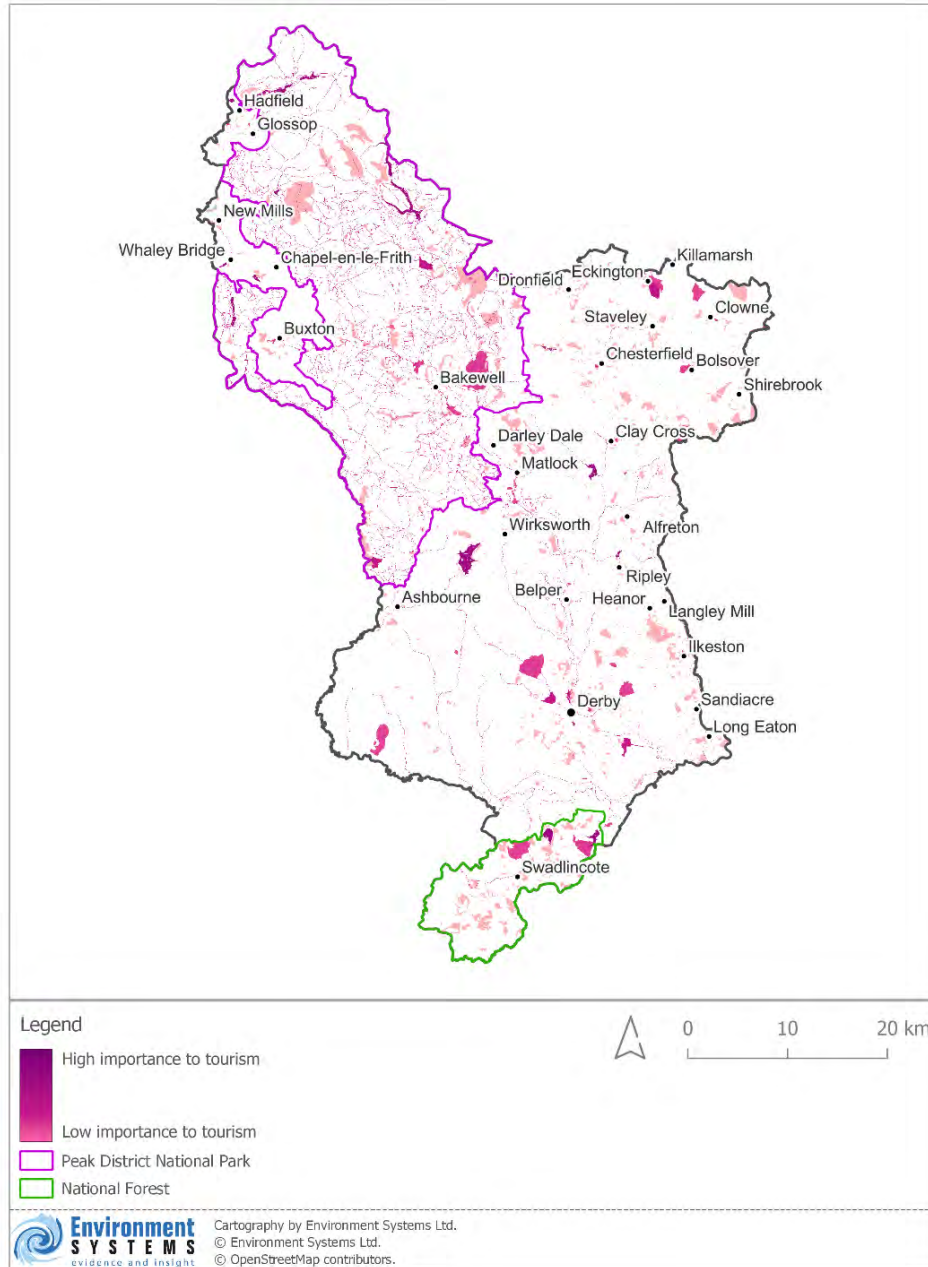 Hadfield
Glossop
New Mills
Whaley Bridge
Chapel-en-le-Frith
Killamarsh
Eckington
Dronfield
Clowne
Staveley
Buxton
Chesterfield
Bolsover
Bakewell
Shirebrook
Darley Dale
Clay Cross
Matlock
Wirksworth
Alfreton
Ripley
Belper
Ashbourne
Heanor
Langley Mill
Ilkeston
Derby
Sandiacre
Long Eaton
Swadlincote
Legend
High importance to tourism
Low importance to tourism
Peak District National Park
National Forest
0 10 20 km
Environment
SYSTEMS
evidence and insight
Cartography by Environment Systems Ltd.
© Environment Systems Ltd.
© OpenStreetMap contributors.